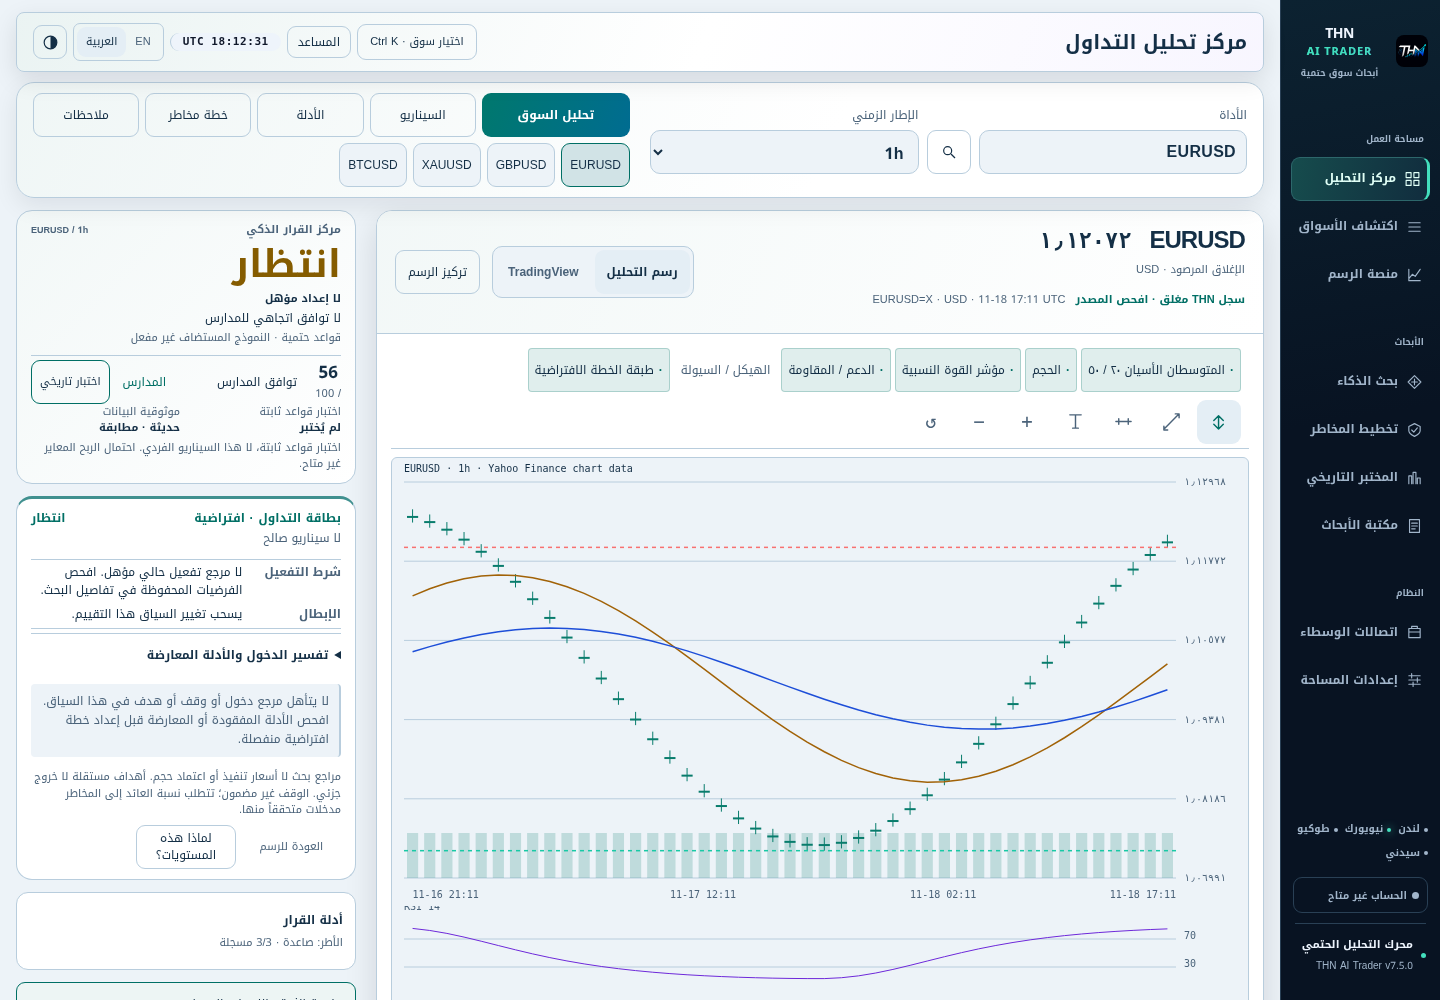 THN
AI TRADER
أبحاث سوق حتمية
مساحة العمل
مركز التحليل
اكتشاف الأسواق
منصة الرسم
الأبحاث
بحث الذكاء
تخطيط المخاطر
المختبر التاريخي
مكتبة الأبحاث
النظام
اتصالات الوسطاء
إعدادات المساحة
لندن
نيويورك
طوكيو
سيدني
الحساب غير متاح
محرك التحليل الحتمي
THN AI Trader v7.5.0
مركز تحليل التداول
اختيار سوق · Ctrl K
المساعد
UTC 18:12:31
EN
العربية
الأداة
EURUSD
الإطار الزمني
1h
تحليل السوق
السيناريو
الأدلة
خطة مخاطر
ملاحظات
EURUSD
GBPUSD
XAUUSD
BTCUSD
EURUSD ١٫١٢٠٧٢
الإغلاق المرصود · USD
سجل THN مغلق · افحص المصدر EURUSD=X · USD · 11-18 17:11 UTC
رسم التحليل
TradingView
تركيز الرسم
· المتوسطان الأسيان ٢٠ / ٥٠
· الحجم
· مؤشر القوة النسبية
· الدعم / المقاومة
الهيكل / السيولة
· طبقة الخطة الافتراضية
EURUSD · 1h · Yahoo Finance chart data
١٫١٢٩٦٨
١٫١١٧٧٢
١٫١٠٥٧٧
١٫٠٩٣٨١
١٫٠٨١٨٦
١٫٠٦٩٩١
11-16 21:11
11-17 12:11
11-18 02:11
11-18 17:11
RSI 14
70
30
مركز القرار الذكي
EURUSD / 1h
انتظار
لا إعداد مؤهل
لا توافق اتجاهي للمدارس
قواعد حتمية · النموذج المستضاف غير مفعل
56
/ 100
توافق المدارس
المدارس
اختبار تاريخي
اختبار قواعد ثابتة
لم يُختبر
موثوقية البيانات
حديثة · مطابقة
اختبار قواعد ثابتة، لا هذا السيناريو الفردي. احتمال الربح المعاير
غير متاح.
بطاقة التداول · افتراضية
انتظار
لا سيناريو صالح
شرط التفعيل
لا مرجع تفعيل حالي مؤهل. افحص
الفرضيات المحفوظة في تفاصيل البحث.
الإبطال
يسحب تغيير السياق هذا التقييم.
تفسير الدخول والأدلة المعارضة
لا يتأهل مرجع دخول أو وقف أو هدف في هذا السياق.
افحص الأدلة المفقودة أو المعارضة قبل إعداد خطة
افتراضية منفصلة.
مراجع بحث لا أسعار تنفيذ أو اعتماد حجم. أهداف مستقلة لا خروج
جزئي. الوقف غير مضمون؛ تتطلب نسبة العائد إلى المخاطر
مدخلات متحققاً منها.
العودة للرسم
لماذا هذه
المستويات؟
أدلة القرار
الأطر: صاعدة · 3/3 مسجلة